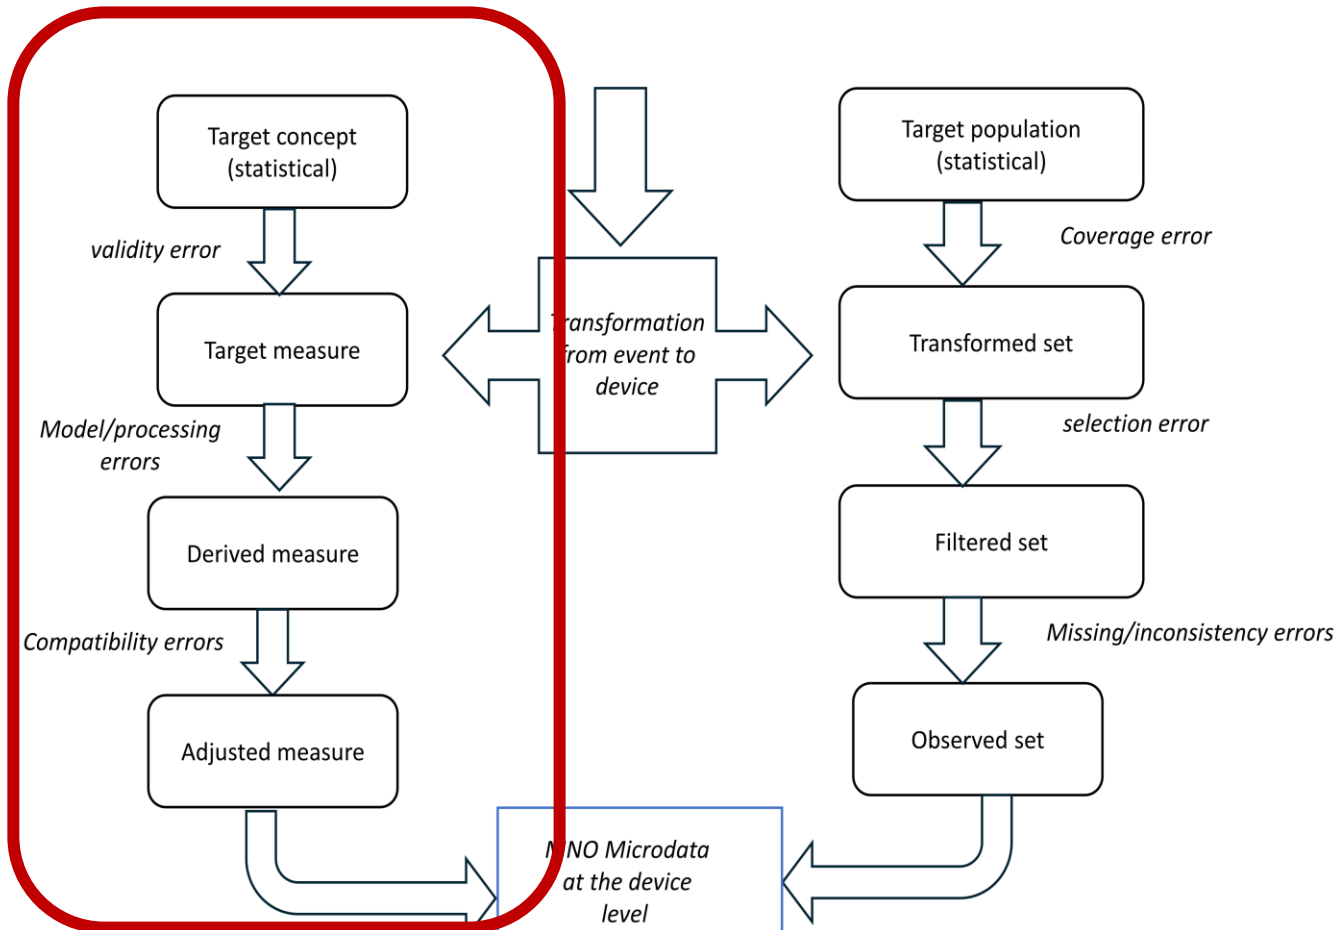 Target concept
(statistical)
validity error
Target measure
Model/processing
errors
Derived measure
Compatibility errors
Adjusted measure
Transformation
from event to
device
MNO Microdata
at the device
level
Target population
(statistical)
Coverage error
Transformed set
selection error
Filtered set
Missing/inconsistency errors
Observed set